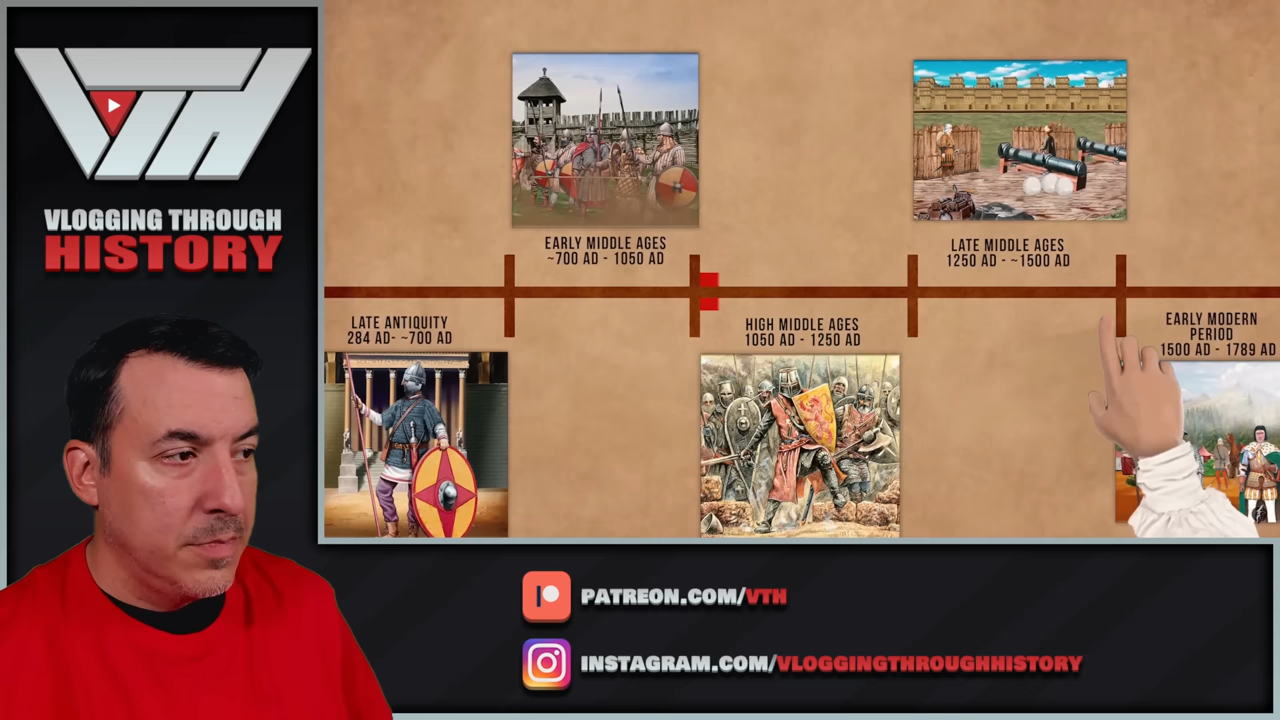 VTH
VLOGGING THROUGH
HISTORY
EARLY MIDDLE AGES
~700 AD - 1050 AD
LATE MIDDLE AGES
1250 AD - ~1500 AD
LATE ANTIQUITY
284 AD- ~700 AD
HIGH MIDDLE AGES
1050 AD - 1250 AD
EARLY MODERN
PERIOD
1500 AD - 1789 AD
PATREON.COM/VTH
INSTAGRAM.COM/VLOGGINGTHROUGHHISTORY